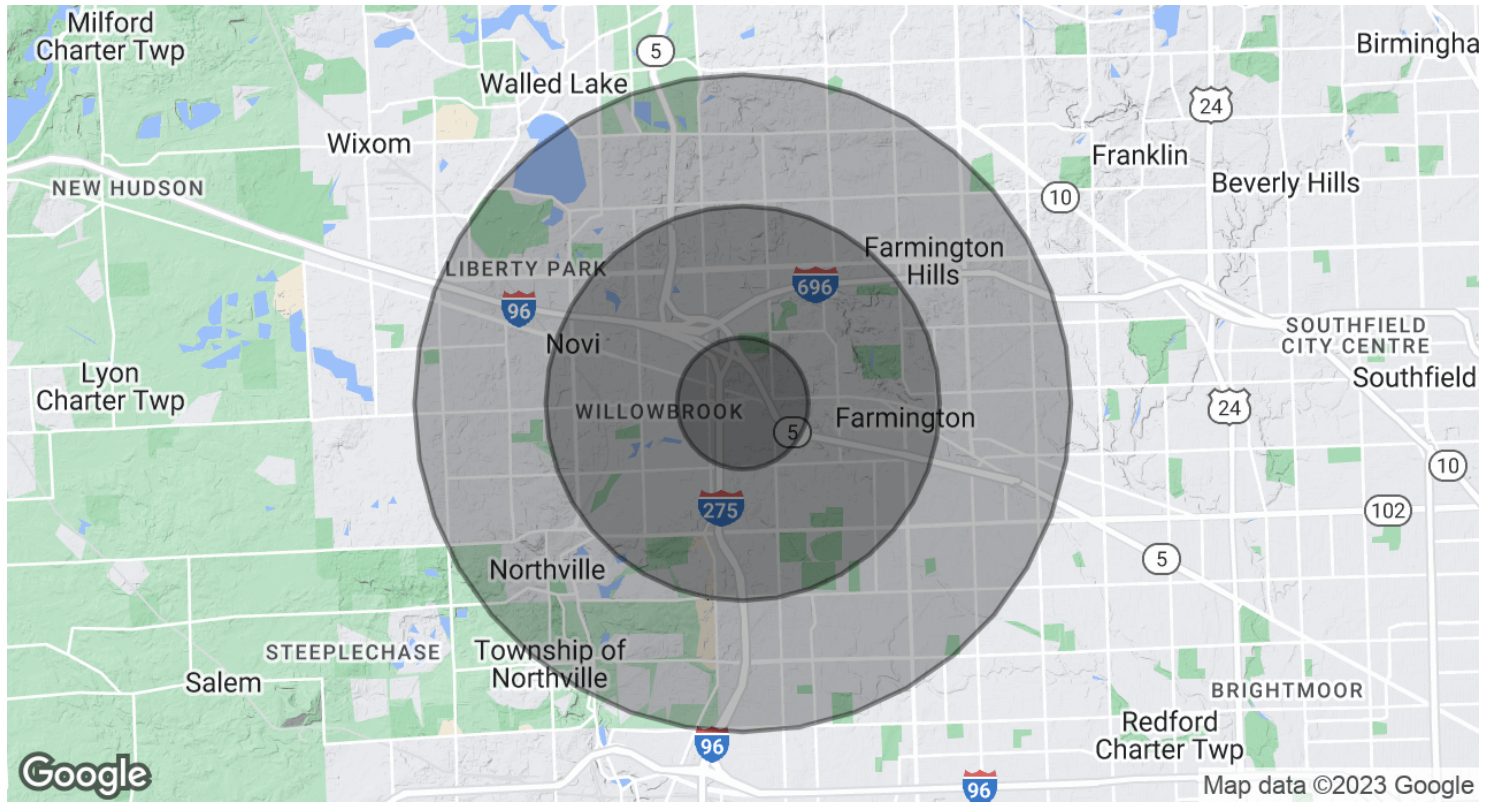 Milford
Charter Twp
5
Birmingha
Walled Lake
24
Wixom
Franklin
NEW HUDSON
Beverly Hills
10
Farmington
Hills
LIBERTY PARK
696
96
SOUTHFIELD
CITY CENTRE
Novi
Lyon
Charter Twp
Southfield
WILLOWBROOK
Farmington
24
5
10
275
102
5
Northville
STEEPLECHASE
Township of
Northville
Salem
BRIGHTMOOR
Redford
Charter Twp
96
Google
96
Map data ©2023 Google